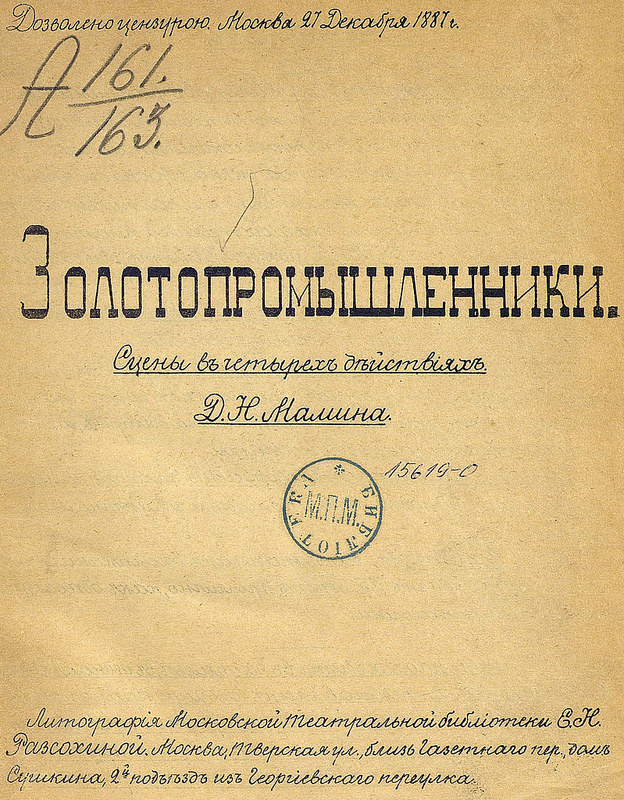 Дозволено цензурою. Москва 27 Декабря 1887 г.
А 161.
163.
Золотопромышленники.
Сцены въ четырехъ дѣйствіяхъ.
Д. Н. Мамина.
15619-0
БИБЛІОТЕКА
М.П.М.
Литографія Московской театральной библіотеки Е. Н.
Разсохиной. Москва, Тверская ул., близь Газетнаго пер., домъ
Сушкина, 2й подъѣздъ изъ Георгіевскаго переулка.